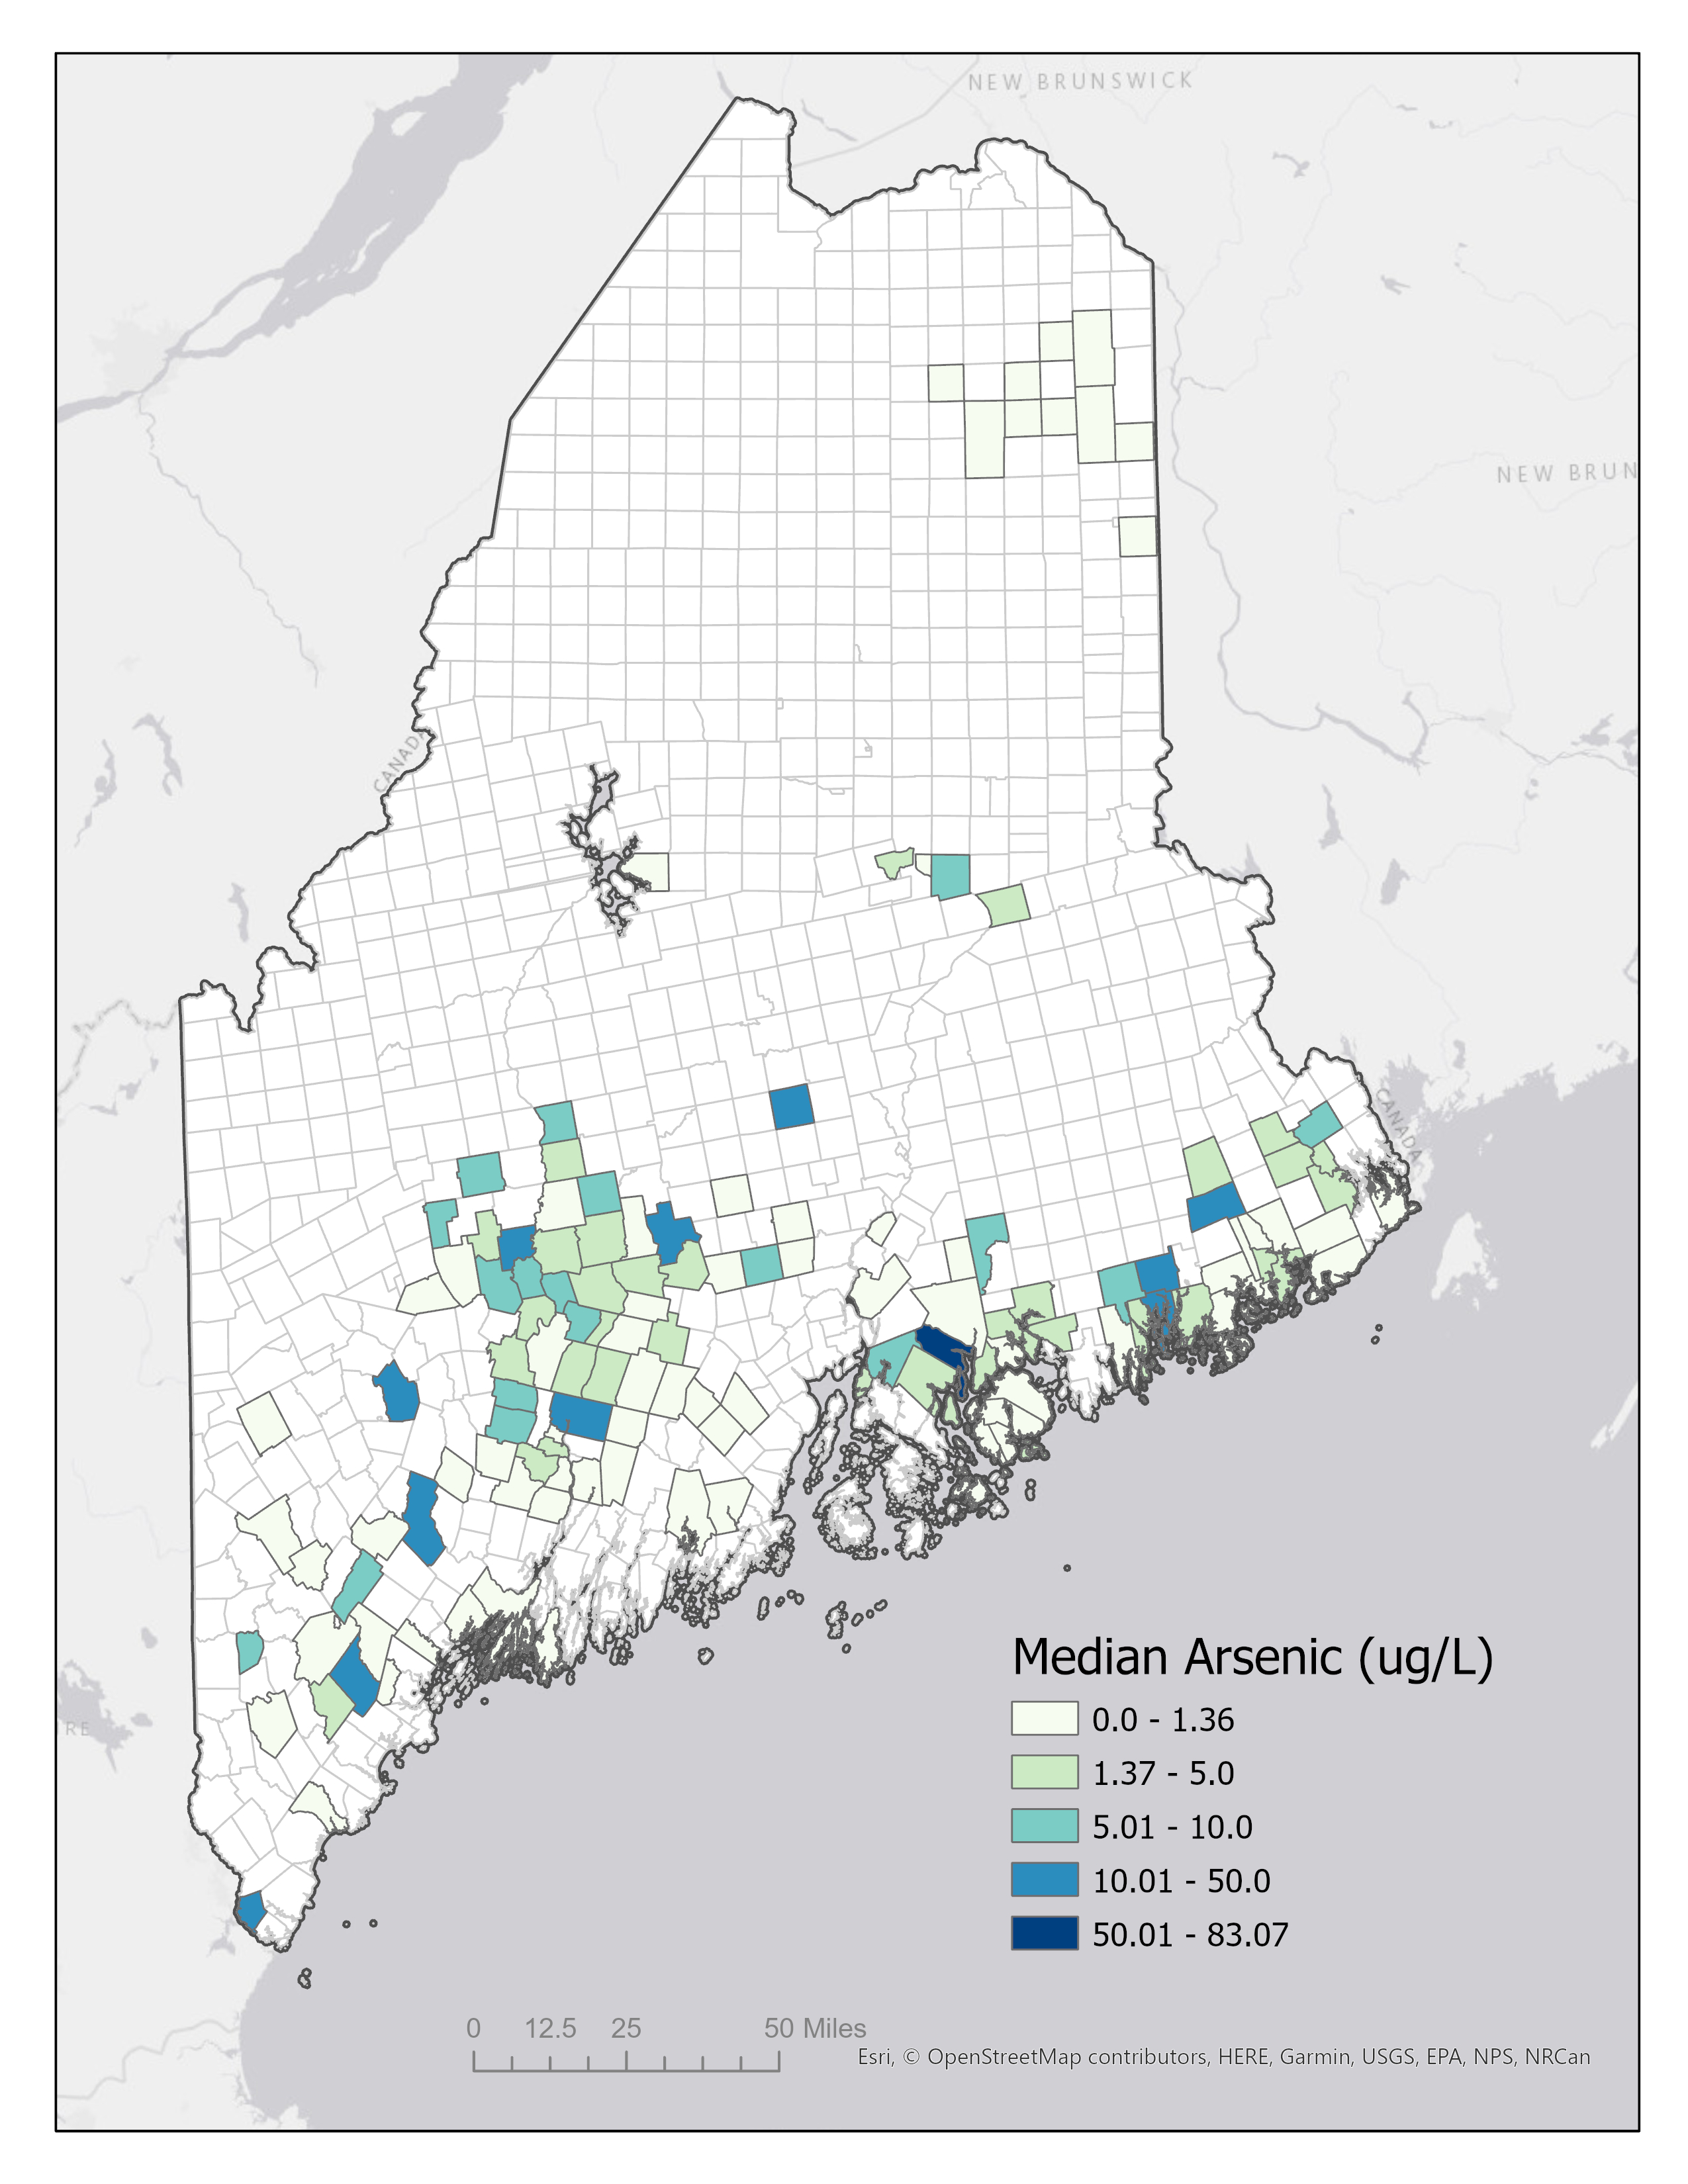 NEW BRUNSWICK
NEW BRUN
CANADA
CANADA
RE
Median Arsenic (ug/L)
0.0 - 1.36
1.37 - 5.0
5.01 - 10.0
10.01 - 50.0
50.01 - 83.07
0 12.5 25 50 Miles
Esri, © OpenStreetMap contributors, HERE, Garmin, USGS, EPA, NPS, NRCan